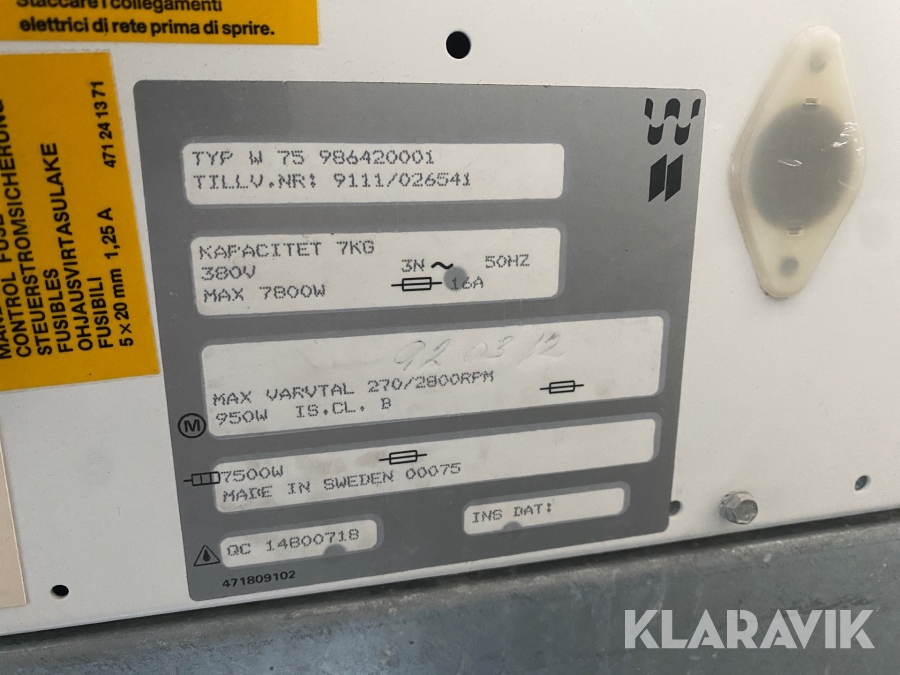 Staccare i collegamenti
elettrici di rete prima di sprire.
CONTROL FUSE
CONTERSTROMSICHERUNG
STEUERSTROMSICHERUNG
FUSIBLES
OHJAUSVIRTASULAKE
FUSIBILI
5 x 20 mm 1,25 A
471 24 13 71
TYP W 75 986420001
TILLV.NR: 9111/026541
KAPACITET 7KG
380V 3N ~ 50HZ
MAX 7800W 16A
92 03 12
MAX VARVTAL 270/2800RPM
M 950W IS.CL. B
7500W
MADE IN SWEDEN 00075
QC 14800718
INS DAT:
471809102
KLARAVIK